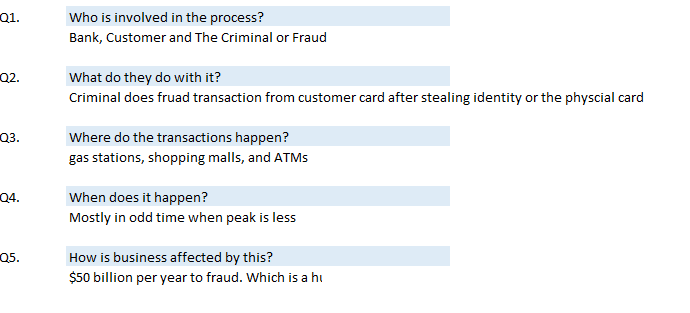 Q1. Who is involved in the process?
Bank, Customer and The Criminal or Fraud
Q2. What do they do with it?
Criminal does fruad transaction from customer card after stealing identity or the physcial card
Q3. Where do the transactions happen?
gas stations, shopping malls, and ATMs
Q4. When does it happen?
Mostly in odd time when peak is less
Q5. How is business affected by this?
$50 billion per year to fraud. Which is a